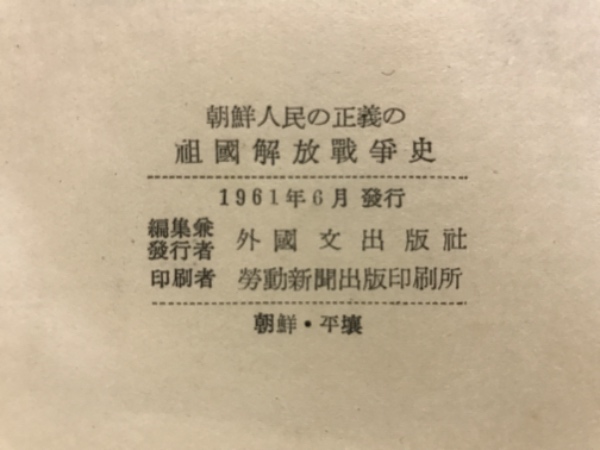 朝鮮人民の正義の
祖國解放戰爭史
1961年6月 發行
編集兼
發行者 外國文出版社
印刷者 勞動新聞出版印刷所
朝鮮・平壤